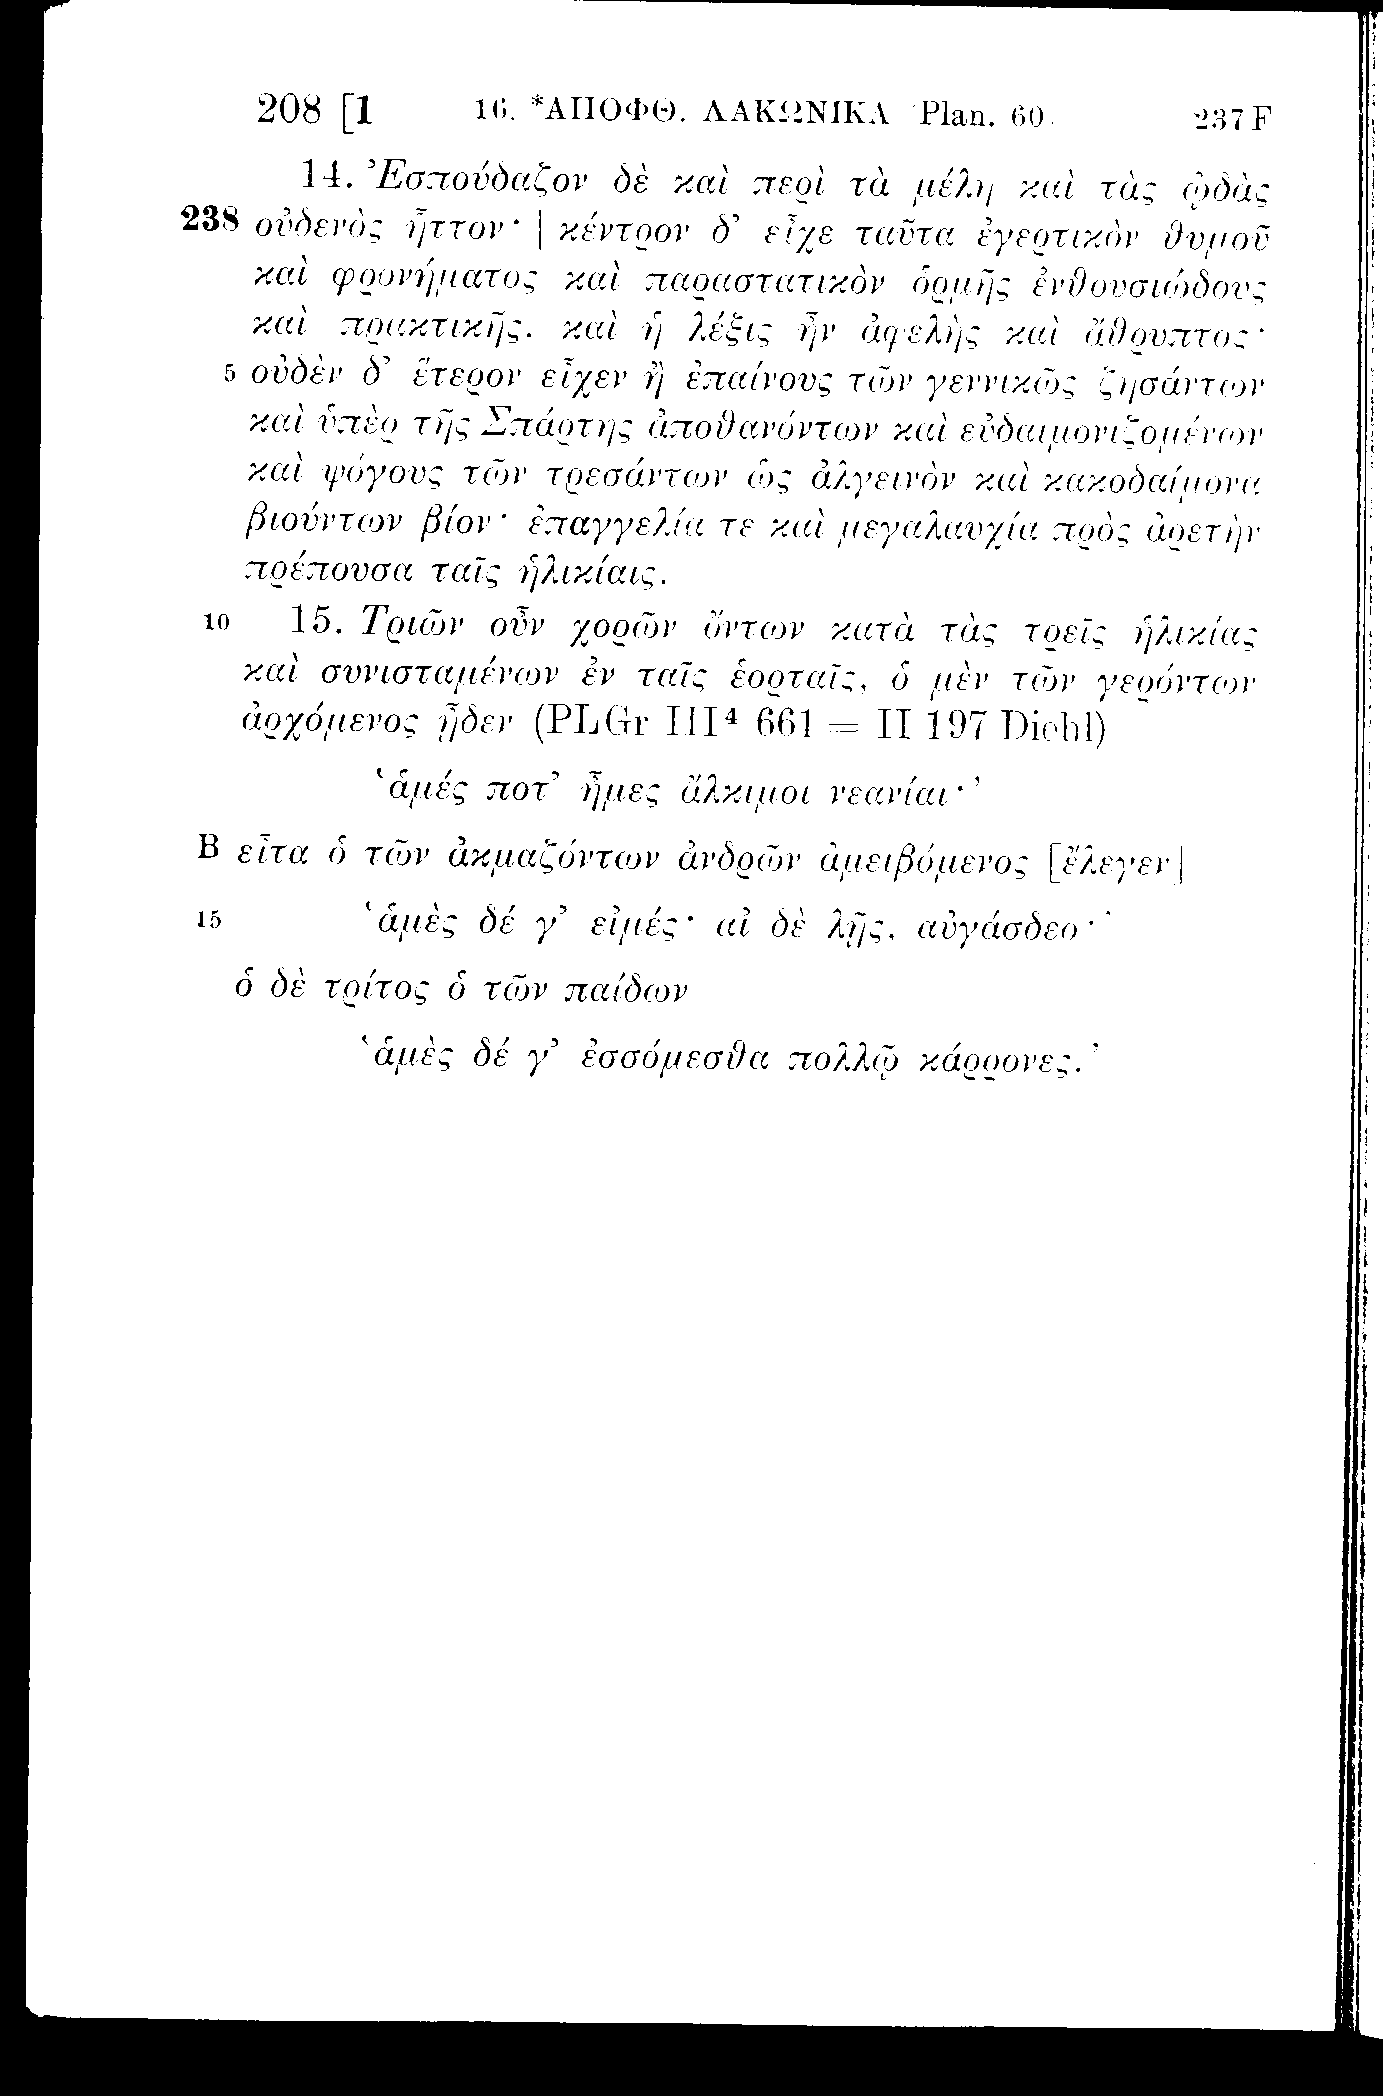 208 [1 16. *ΑΠΟΦΘ. ΛΑΚΩΝΙΚΑ Plan. 60. 237 F
14. Ἐσπούδαζον δὲ καὶ περὶ τὰ μέλη καὶ τὰς ᾠδὰς
238 οὐδενὸς ἧττον· | κέντρον δ’ εἶχε ταῦτα ἐγερτικὸν θυμοῦ
καὶ φρονήματος καὶ παραστατικὸν ὁρμῆς ἐνθουσιώδους
καὶ πρακτικῆς. καὶ ἡ λέξις ἦν ἀφελὴς καὶ ἄθρυπτος·
5 οὐδὲν δ’ ἕτερον εἶχεν ἢ ἐπαίνους τῶν γεννικῶς ζησάντων
καὶ ὑπὲρ τῆς Σπάρτης ἀποθανόντων καὶ εὐδαιμονιζομένων
καὶ ψόγους τῶν τρεσάντων ὡς ἀλγεινὸν καὶ κακοδαίμονα
βιούντων βίον· ἐπαγγελία τε καὶ μεγαλαυχία πρὸς ἀρετὴν
πρέπουσα ταῖς ἡλικίαις.
10 15. Τριῶν οὖν χορῶν ὄντων κατὰ τὰς τρεῖς ἡλικίας
καὶ συνισταμένων ἐν ταῖς ἑορταῖς, ὁ μὲν τῶν γερόντων
ἀρχόμενος ᾖδεν (PLGr III⁴ 661 = II 197 Diehl)
‘ἁμές ποτ’ ἦμες ἄλκιμοι νεανίαι·’
B εἶτα ὁ τῶν ἀκμαζόντων ἀνδρῶν ἀμειβόμενος [ἔλεγεν]
15 ‘ἁμὲς δέ γ’ εἰμές· αἰ δὲ λῇς, αὐγάσδεο·’
ὁ δὲ τρίτος ὁ τῶν παίδων
‘ἁμὲς δέ γ’ ἐσσόμεσθα πολλῷ κάρρονες.’